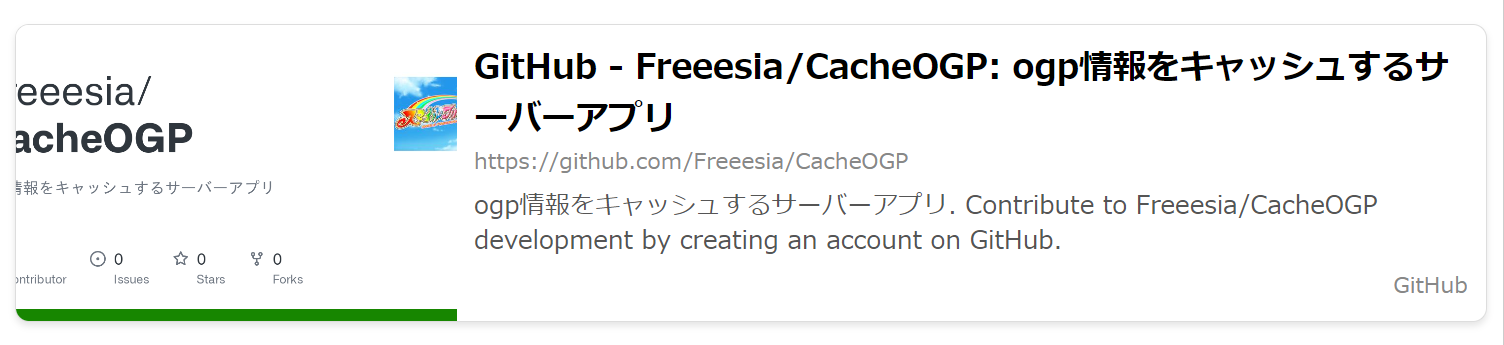 reeesia/
acheOGP
情報をキャッシュするサーバーアプリ
0
0
0
ontributor
Issues
Stars
Forks
GitHub - Freeesia/CacheOGP: ogp情報をキャッシュするサ
ーバーアプリ
https://github.com/Freeesia/CacheOGP
ogp情報をキャッシュするサーバーアプリ. Contribute to Freeesia/CacheOGP
development by creating an account on GitHub.
GitHub